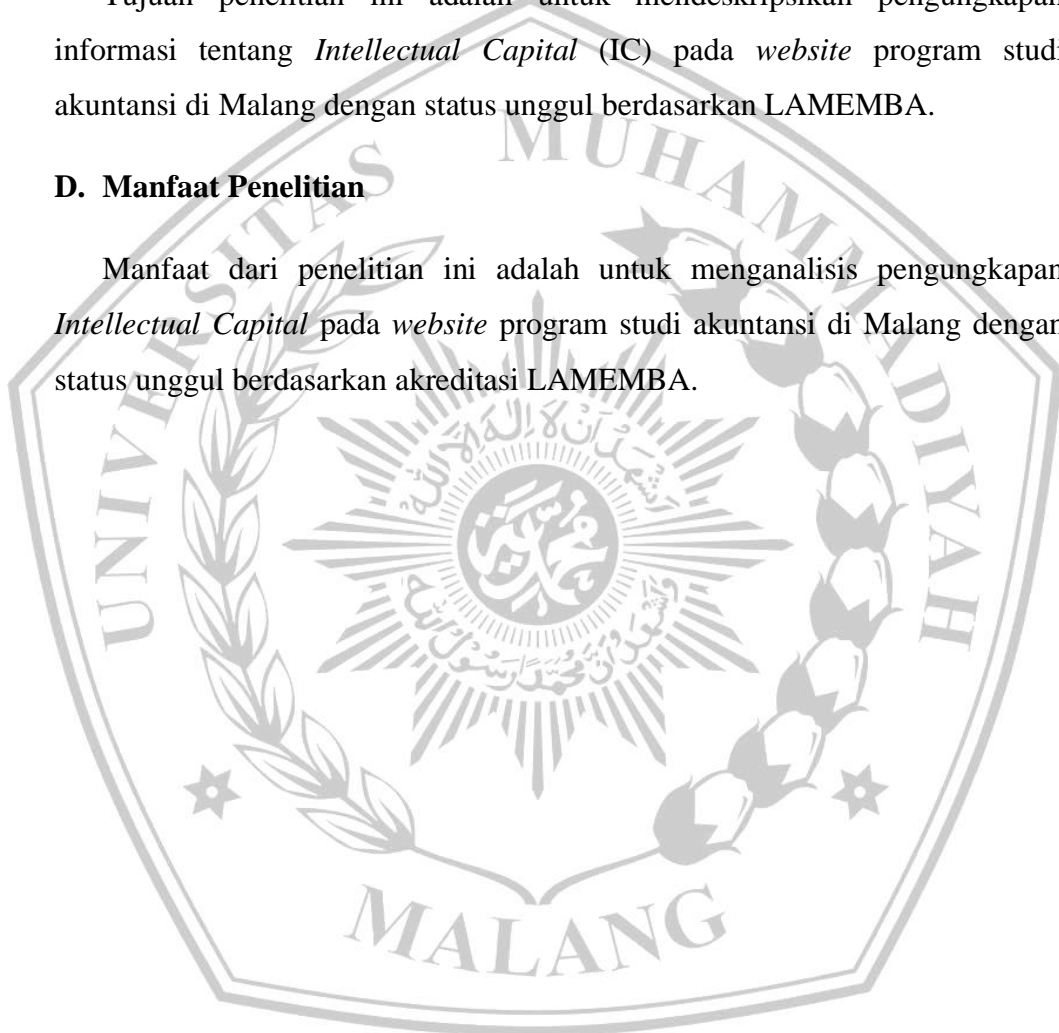 Tujuan penelitian ini adalah untuk mendeskripsikan pengungkapan
informasi tentang Intellectual Capital (IC) pada website program studi
akuntansi di Malang dengan status unggul berdasarkan LAMEMBA.
D. Manfaat Penelitian
Manfaat dari penelitian ini adalah untuk menganalisis pengungkapan
Intellectual Capital pada website program studi akuntansi di Malang dengan
status unggul berdasarkan akreditasi LAMEMBA.
UNIVERSITAS MUHAMMADIYAH
MALANG